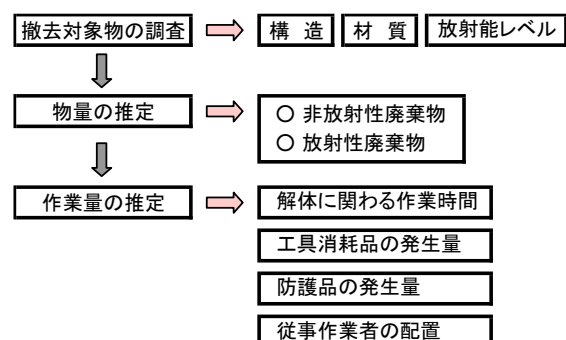 撤去対象物の調査
構 造
材 質
放射能レベル
物量の推定
○ 非放射性廃棄物
○ 放射性廃棄物
作業量の推定
解体に関わる作業時間
工具消耗品の発生量
防護品の発生量
従事作業者の配置